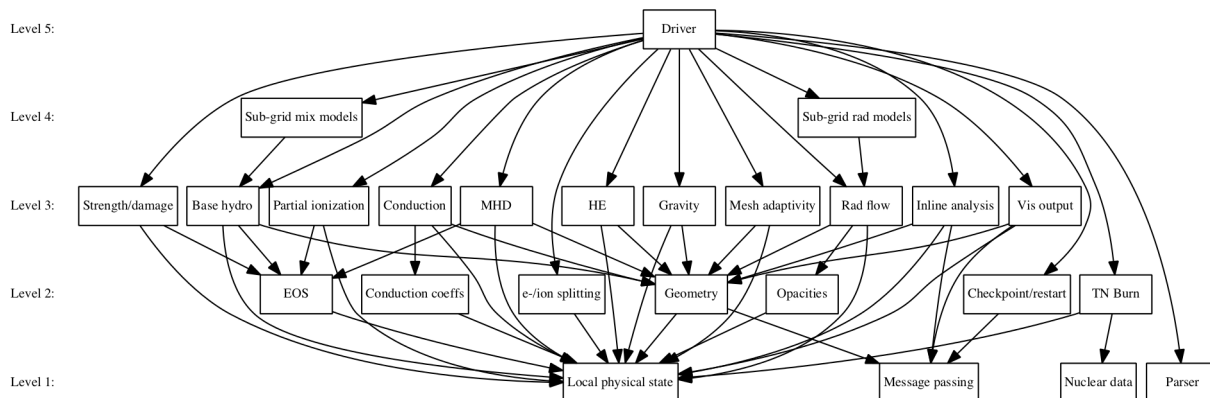 Level 5:
Driver
Level 4:
Sub-grid mix models
Sub-grid rad models
Level 3:
Strength/damage
Base hydro
Partial ionization
Conduction
MHD
HE
Gravity
Mesh adaptivity
Rad flow
Inline analysis
Vis output
Level 2:
EOS
Conduction coeffs
e-/ion splitting
Geometry
Opacities
Checkpoint/restart
TN Burn
Level 1:
Local physical state
Message passing
Nuclear data
Parser